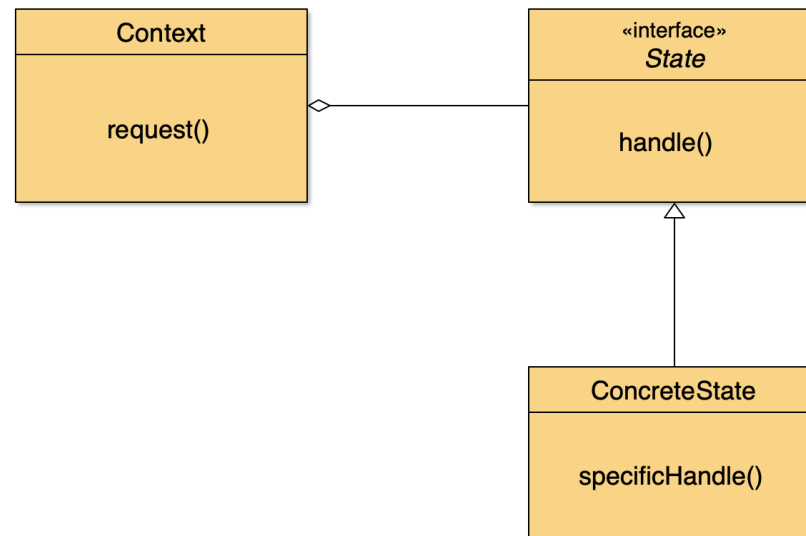 Context
request()
«interface»
State
handle()
ConcreteState
specificHandle()